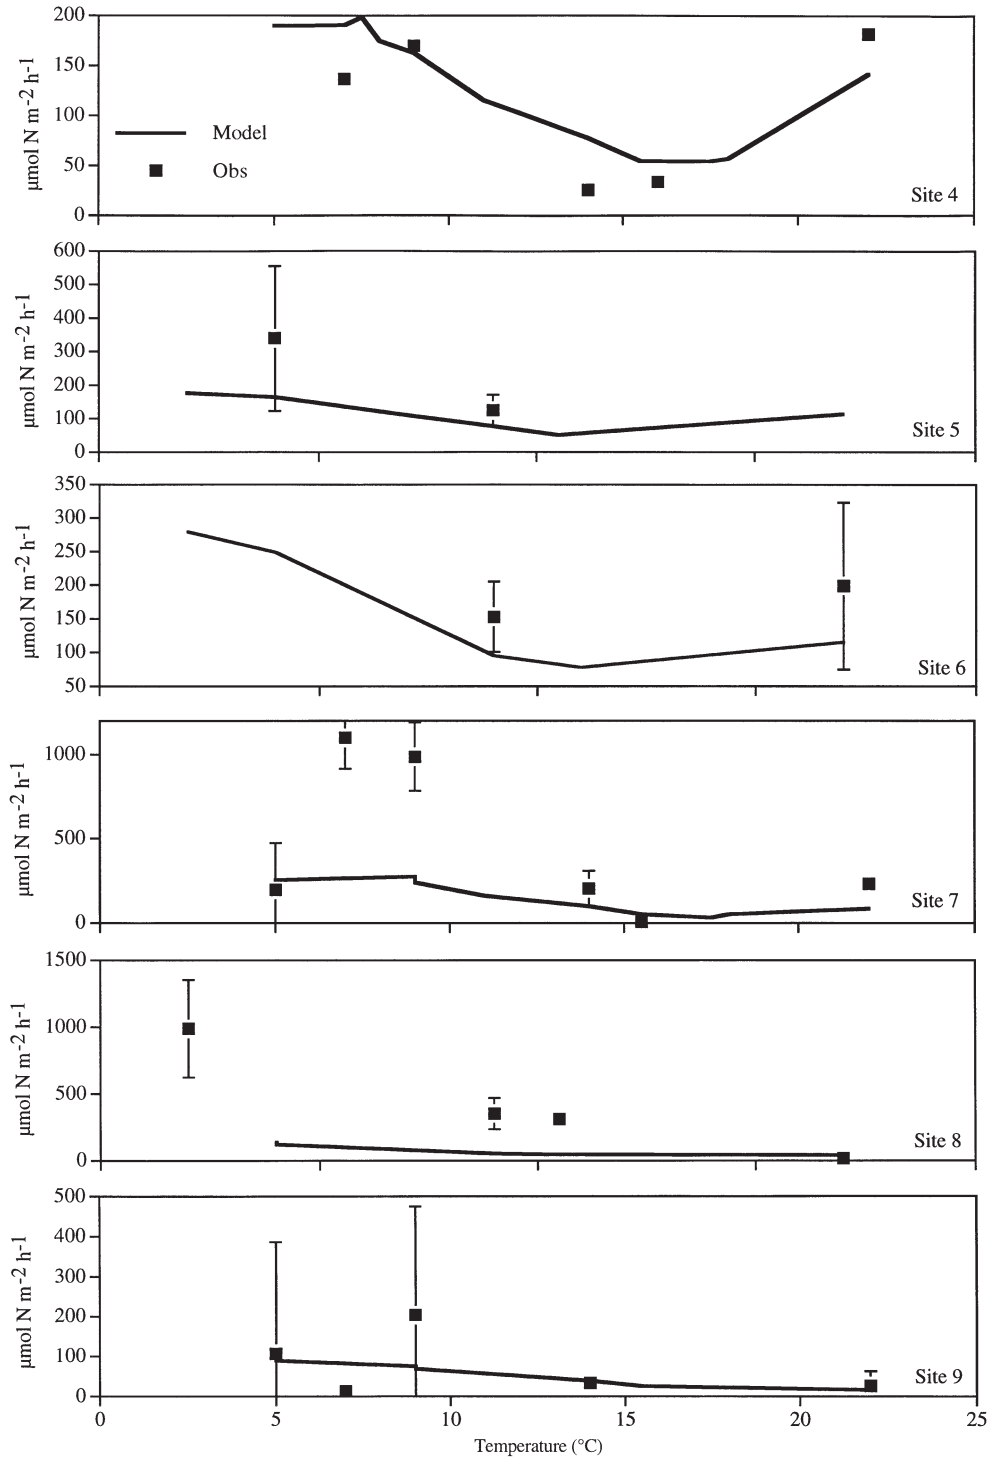 200
150
100
50
0
µmol N m-2 h-1
Model
Obs
Site 4
600
500
400
300
200
100
0
µmol N m-2 h-1
Site 5
350
300
250
200
150
100
50
µmol N m-2 h-1
Site 6
1000
500
0
µmol N m-2 h-1
Site 7
1500
1000
500
0
µmol N m-2 h-1
Site 8
500
400
300
200
100
0
µmol N m-2 h-1
Site 9
0 5 10 15 20 25
Temperature (°C)